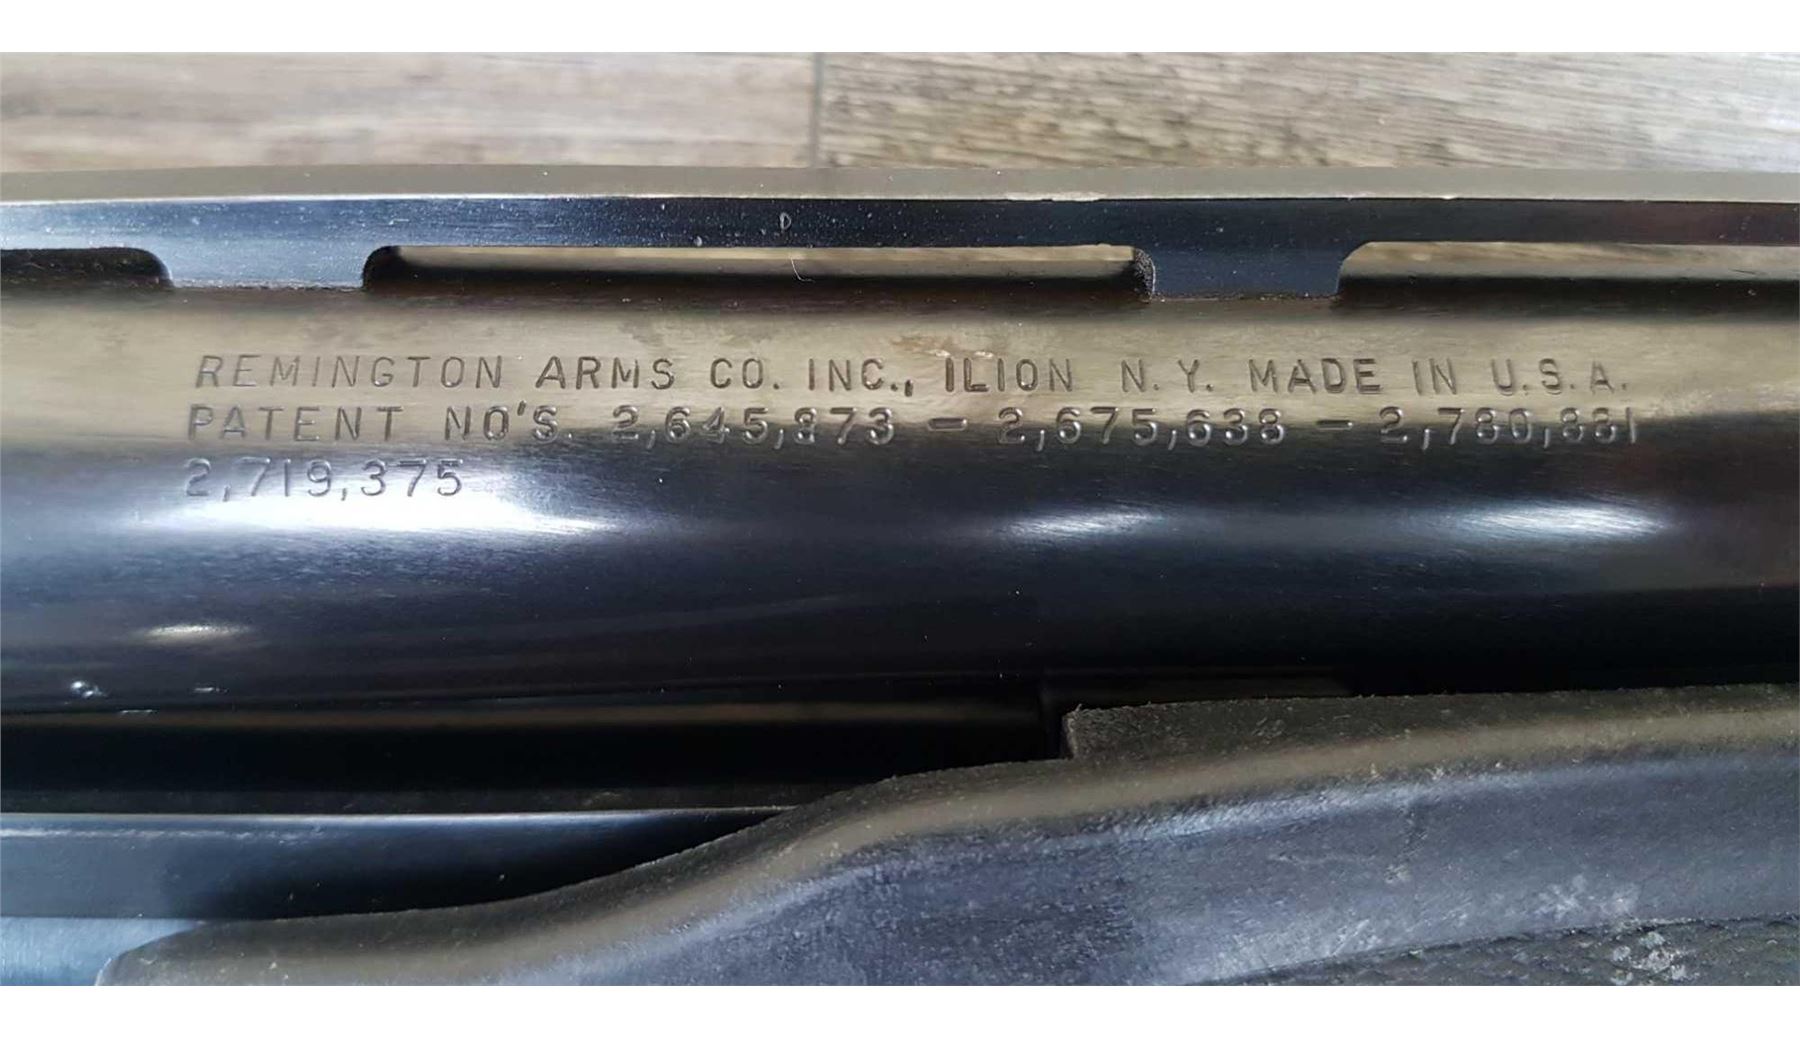 REMINGTON ARMS CO. INC., ILION N.Y. MADE IN U.S.A.
PATENT NO'S. 2,645,873 — 2,675,638 — 2,780,881
2,719,375